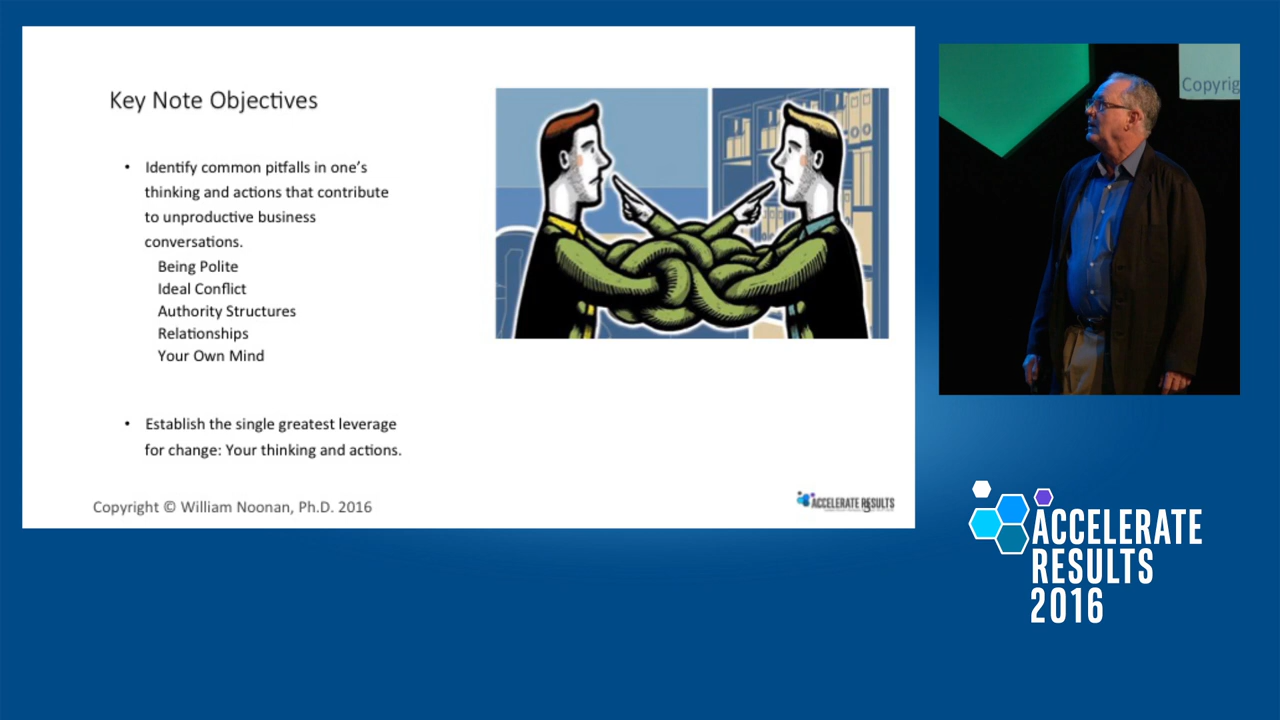 Key Note Objectives
• Identify common pitfalls in one's
thinking and actions that contribute
to unproductive business
conversations.
Being Polite
Ideal Conflict
Authority Structures
Relationships
Your Own Mind
• Establish the single greatest leverage
for change: Your thinking and actions.
Copyright © William Noonan, Ph.D. 2016
ACCELERATE RESULTS
Copyrig
ACCELERATE
RESULTS
2016